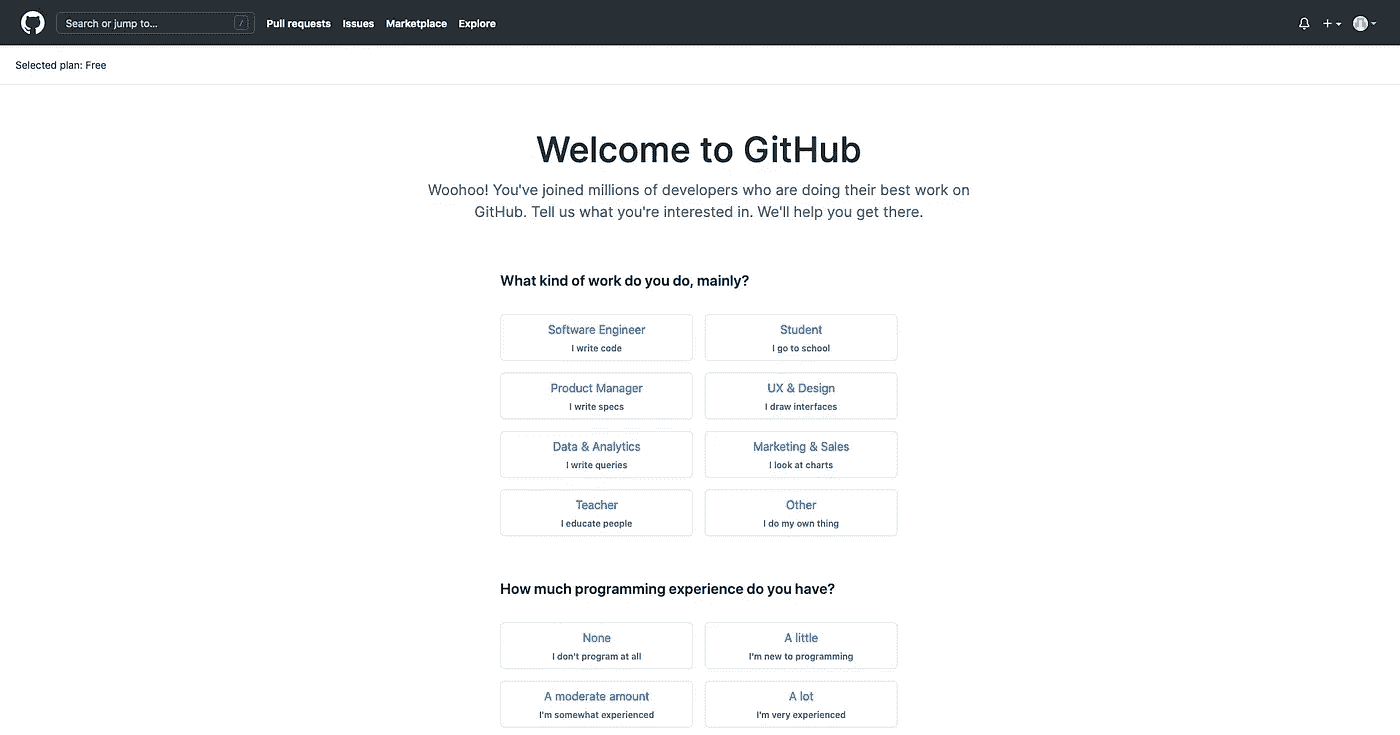 Search or jump to... /
Pull requests Issues Marketplace Explore
Selected plan: Free
Welcome to GitHub
Woohoo! You've joined millions of developers who are doing their best work on
GitHub. Tell us what you're interested in. We'll help you get there.
What kind of work do you do, mainly?
Software Engineer
I write code
Student
I go to school
Product Manager
I write specs
UX & Design
I draw interfaces
Data & Analytics
I write queries
Marketing & Sales
I look at charts
Teacher
I educate people
Other
I do my own thing
How much programming experience do you have?
None
I don't program at all
A little
I'm new to programming
A moderate amount
I'm somewhat experienced
A lot
I'm very experienced